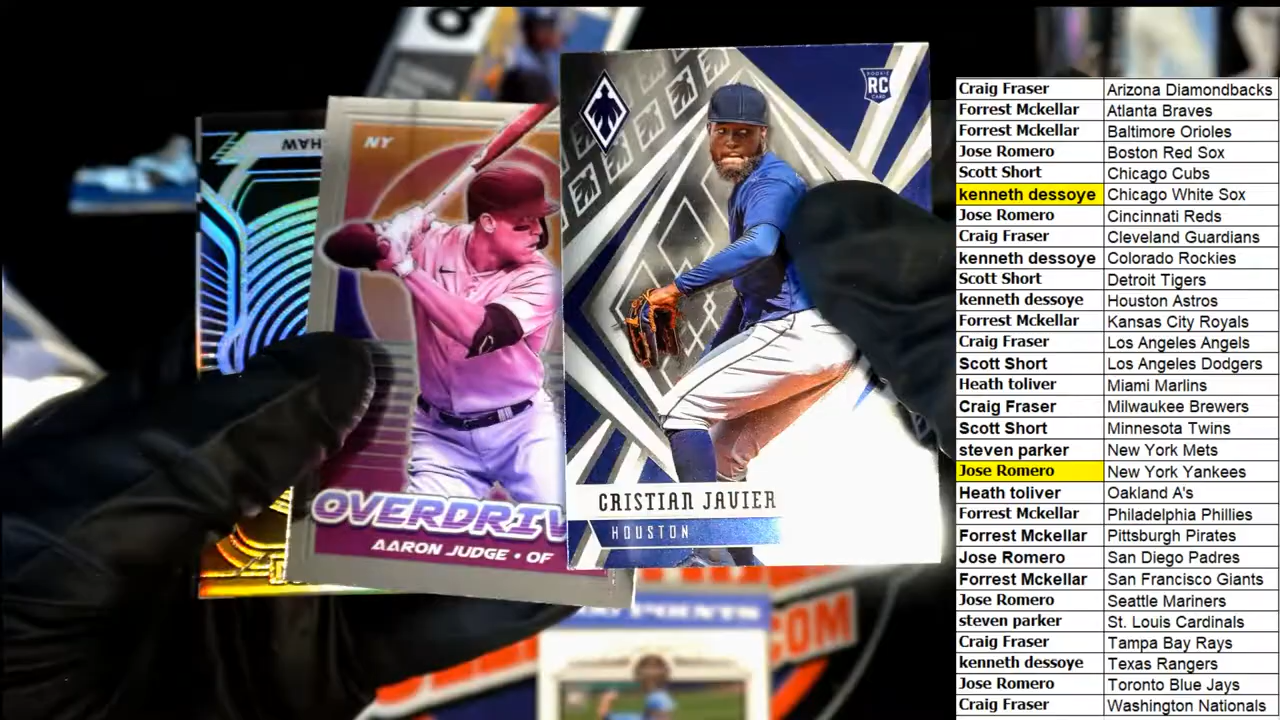 HAW
NY
OVERDRIV
AARON JUDGE • OF
ROOKIE
RC
CARD
CRISTIAN JAVIER
HOUSTON
COM
Craig Fraser Arizona Diamondbacks
Forrest Mckellar Atlanta Braves
Forrest Mckellar Baltimore Orioles
Jose Romero Boston Red Sox
Scott Short Chicago Cubs
kenneth dessoye Chicago White Sox
Jose Romero Cincinnati Reds
Craig Fraser Cleveland Guardians
kenneth dessoye Colorado Rockies
Scott Short Detroit Tigers
kenneth dessoye Houston Astros
Forrest Mckellar Kansas City Royals
Craig Fraser Los Angeles Angels
Scott Short Los Angeles Dodgers
Heath toliver Miami Marlins
Craig Fraser Milwaukee Brewers
Scott Short Minnesota Twins
steven parker New York Mets
Jose Romero New York Yankees
Heath toliver Oakland A's
Forrest Mckellar Philadelphia Phillies
Forrest Mckellar Pittsburgh Pirates
Jose Romero San Diego Padres
Forrest Mckellar San Francisco Giants
Jose Romero Seattle Mariners
steven parker St. Louis Cardinals
Craig Fraser Tampa Bay Rays
kenneth dessoye Texas Rangers
Jose Romero Toronto Blue Jays
Craig Fraser Washington Nationals